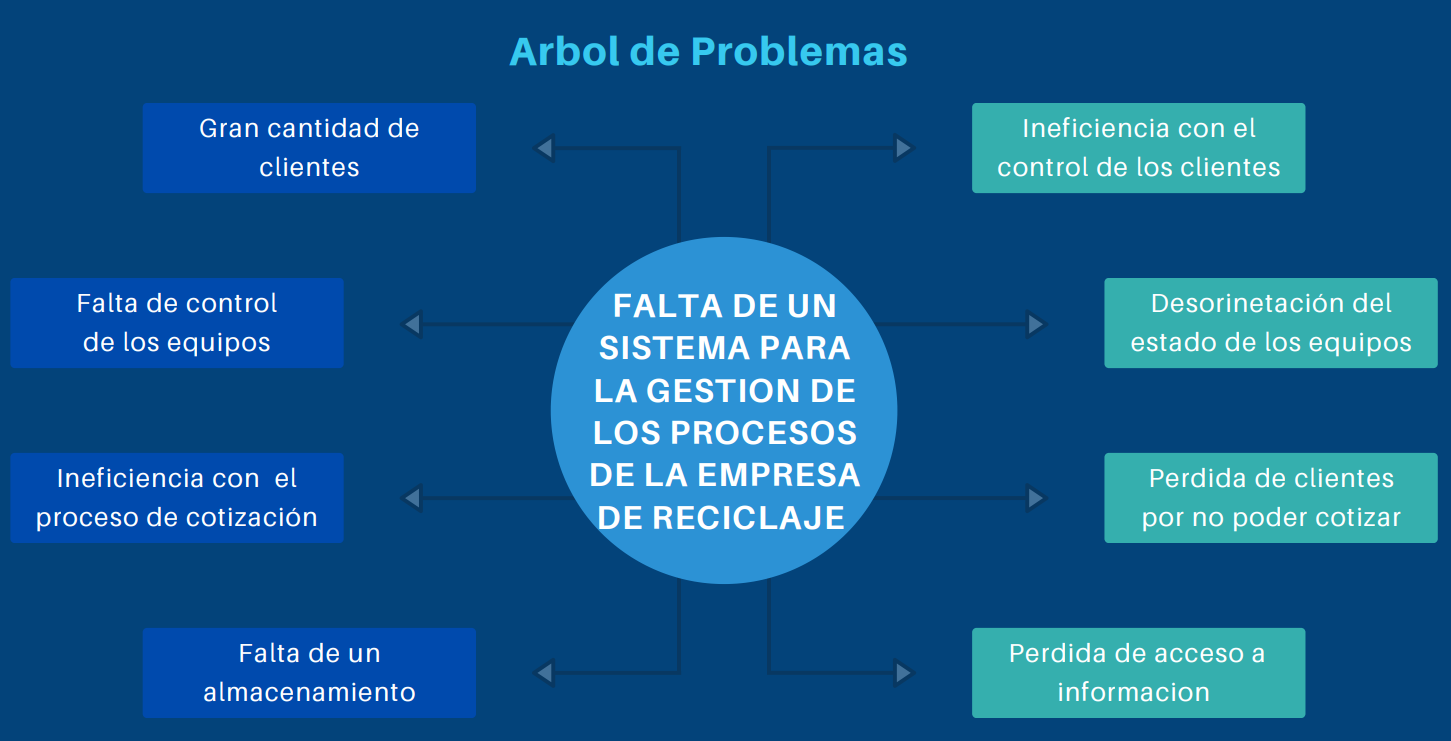 Arbol de Problemas
Gran cantidad de
clientes
Ineficiencia con el
control de los clientes
Falta de control
de los equipos
FALTA DE UN
SISTEMA PARA
LA GESTION DE
LOS PROCESOS
DE LA EMPRESA
DE RECICLAJE
Desorinetación del
estado de los equipos
Ineficiencia con  el
proceso de cotización
Perdida de clientes
por no poder cotizar
Falta de un
almacenamiento
Perdida de acceso a
informacion